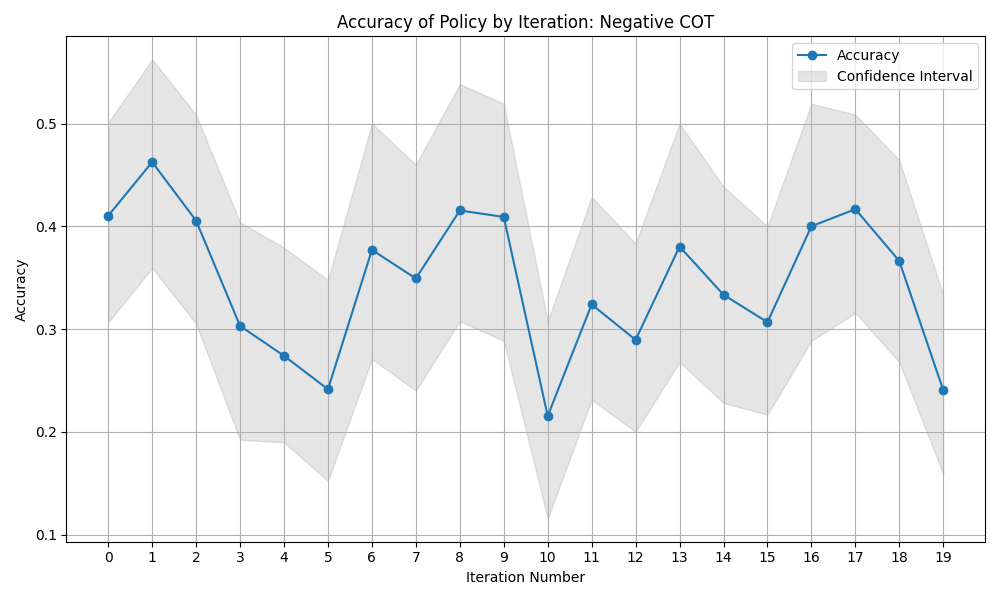 Accuracy of Policy by Iteration: Negative COT
Accuracy
Confidence Interval
Accuracy
0.5
0.4
0.3
0.2
0.1
0 1 2 3 4 5 6 7 8 9 10 11 12 13 14 15 16 17 18 19
Iteration Number